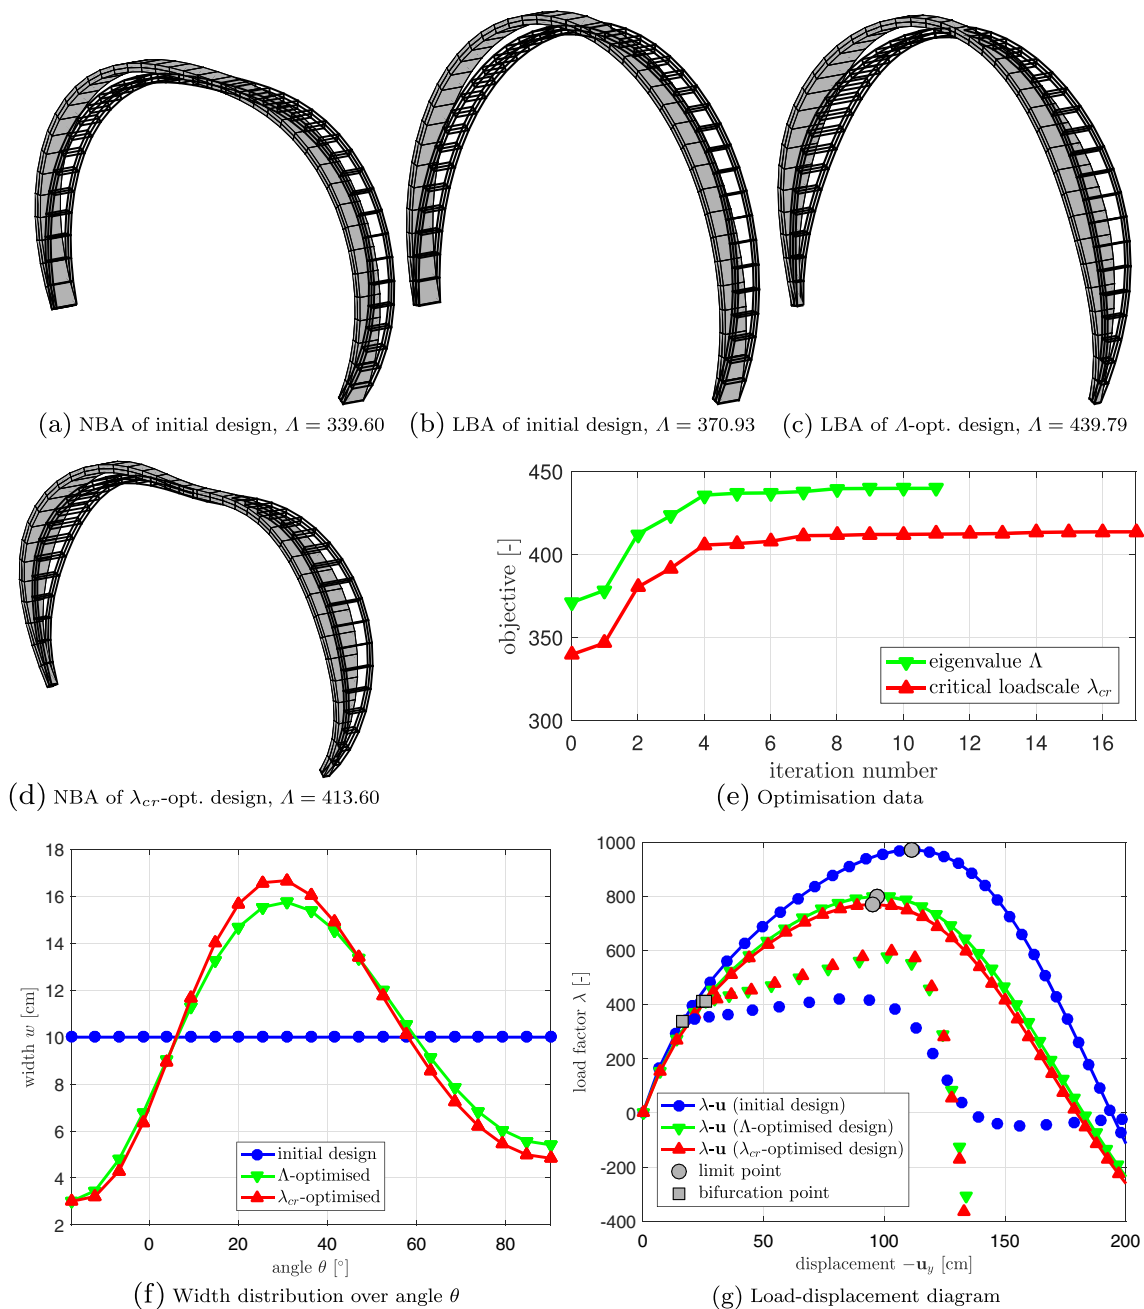 (a) NBA of initial design, Λ = 339.60
(b) LBA of initial design, Λ = 370.93
(c) LBA of Λ-opt. design, Λ = 439.79
(d) NBA of λcr-opt. design, Λ = 413.60
450
400
350
300
objective [-]
0 2 4 6 8 10 12 14 16
iteration number
eigenvalue Λ
critical loadscale λcr
(e) Optimisation data
18
16
14
12
10
8
6
4
2
width w [cm]
0 20 40 60 80
angle θ [°]
initial design
Λ-optimised
λcr-optimised
(f) Width distribution over angle θ
1000
800
600
400
200
0
-200
-400
load factor λ [-]
0 50 100 150 200
displacement −uy [cm]
λ-u (initial design)
λ-u (Λ-optimised design)
λ-u (λcr-optimised design)
limit point
bifurcation point
(g) Load-displacement diagram